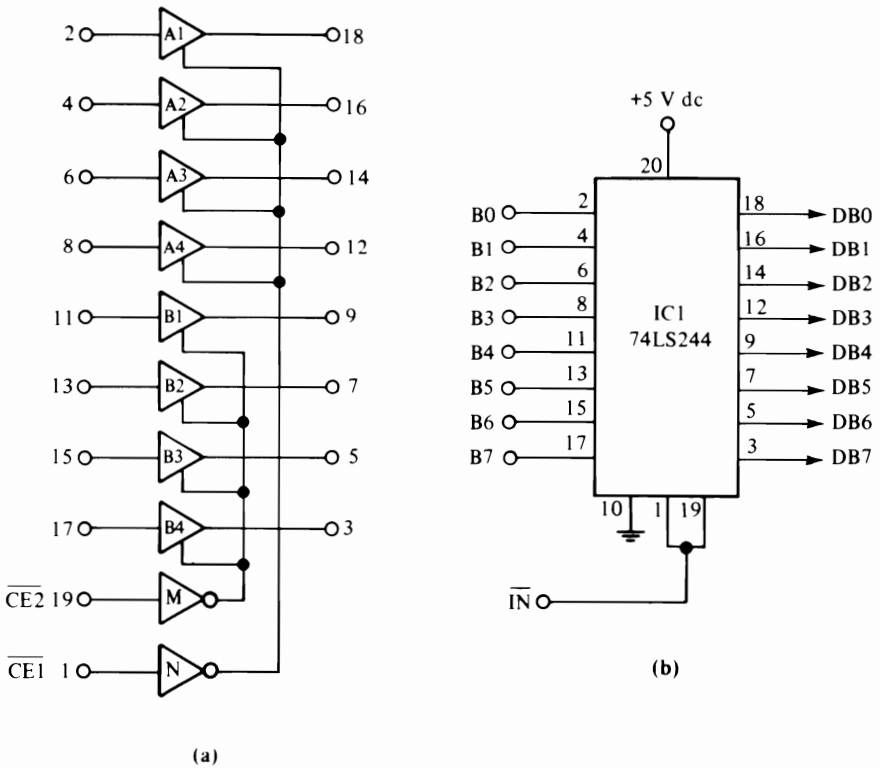 2 A1 18
4 A2 16
6 A3 14
8 A4 12
11 B1 9
13 B2 7
15 B3 5
17 B4 3
CE2 19 M
CE1 1 N
(a)
+5 V dc
20
B0 2 18 DB0
B1 4 16 DB1
B2 6 14 DB2
B3 8 12 DB3
IC1
74LS244
B4 11 9 DB4
B5 13 7 DB5
B6 15 5 DB6
B7 17 3 DB7
10 1 19
IN
(b)